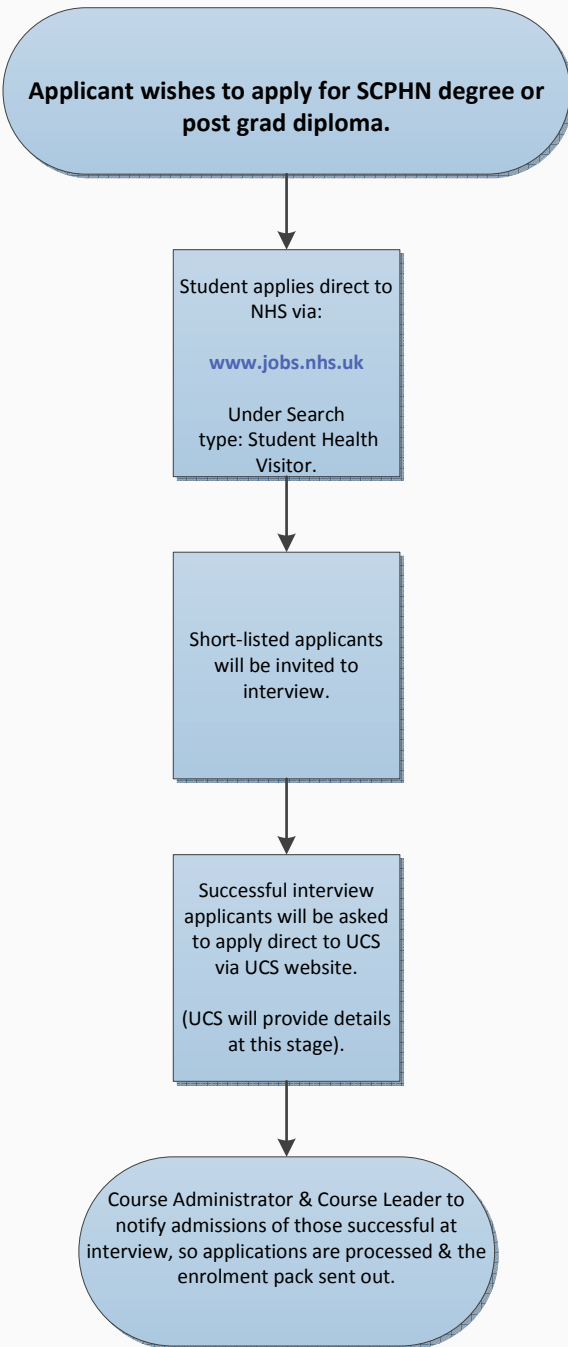 Applicant wishes to apply for SCPHN degree or
post grad diploma.
Student applies direct to
NHS via:
www.jobs.nhs.uk
Under Search
type: Student Health
Visitor.
Short-listed applicants
will be invited to
interview.
Successful interview
applicants will be asked
to apply direct to UCS
via UCS website.
(UCS will provide details
at this stage).
Course Administrator & Course Leader to
notify admissions of those successful at
interview, so applications are processed & the
enrolment pack sent out.